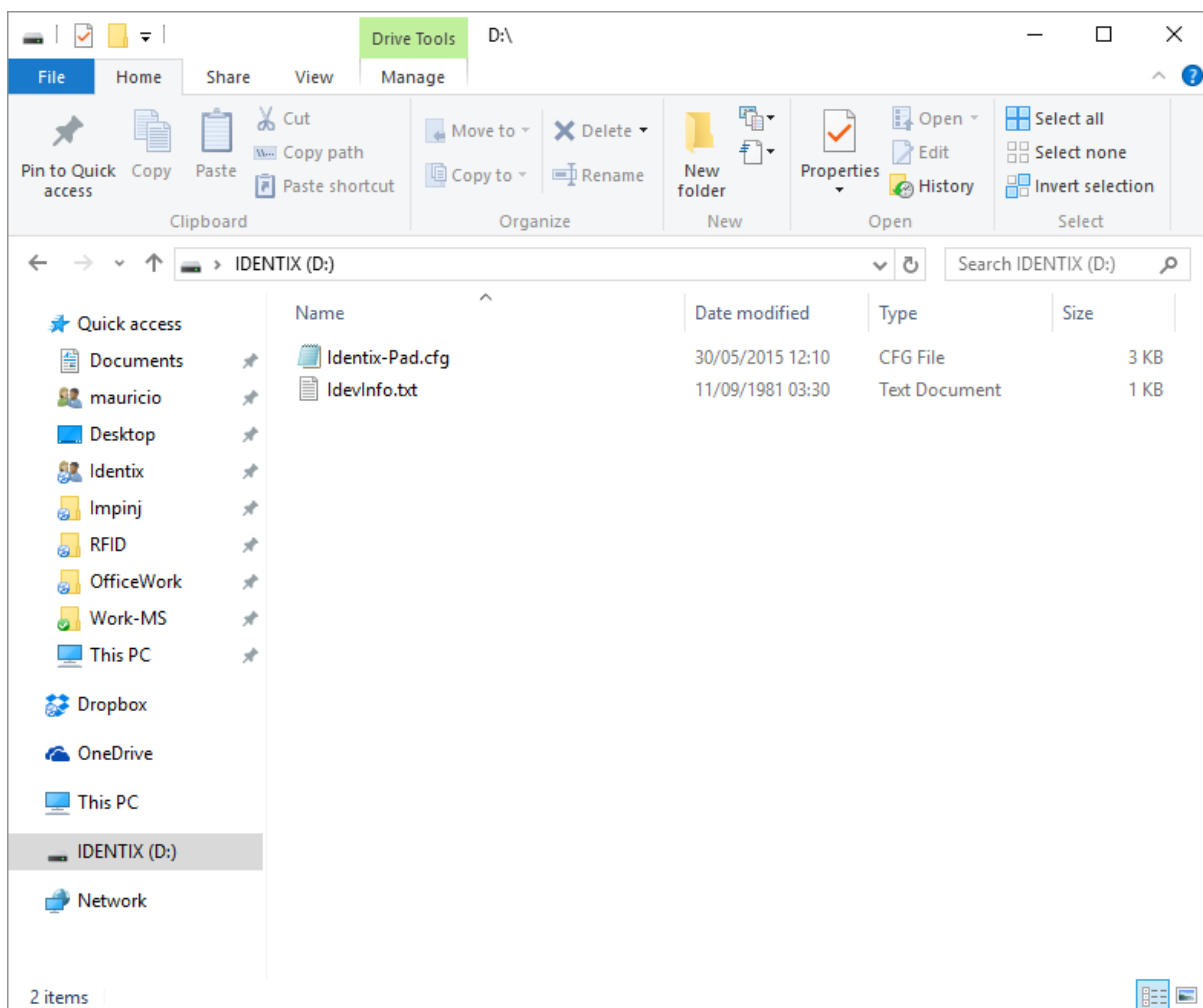 Drive Tools D:\
File Home Share View Manage
Pin to Quick access
Copy
Paste
Cut
Copy path
Paste shortcut
Clipboard
Move to
Copy to
Delete
Rename
Organize
New folder
New
Properties
Open
Edit
History
Open
Select all
Select none
Invert selection
Select
IDENTIX (D:)
Search IDENTIX (D:)
Name Date modified Type Size
Identix-Pad.cfg 30/05/2015 12:10 CFG File 3 KB
IdevInfo.txt 11/09/1981 03:30 Text Document 1 KB
Quick access
Documents
mauricio
Desktop
Identix
Impinj
RFID
OfficeWork
Work-MS
This PC
Dropbox
OneDrive
This PC
IDENTIX (D:)
Network
2 items